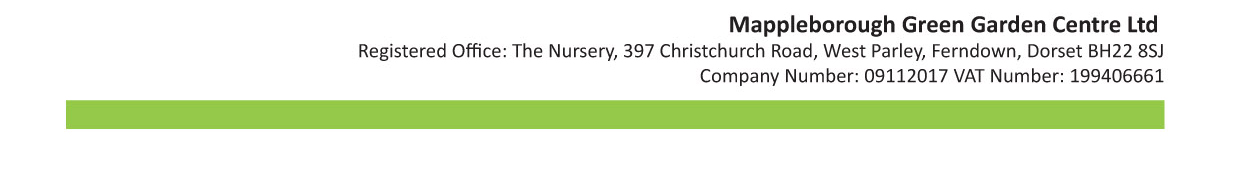 Mappleborough Green Garden Centre Ltd
Registered Office: The Nursery, 397 Christchurch Road, West Parley, Ferndown, Dorset BH22 8SJ
Company Number: 09112017 VAT Number: 199406661